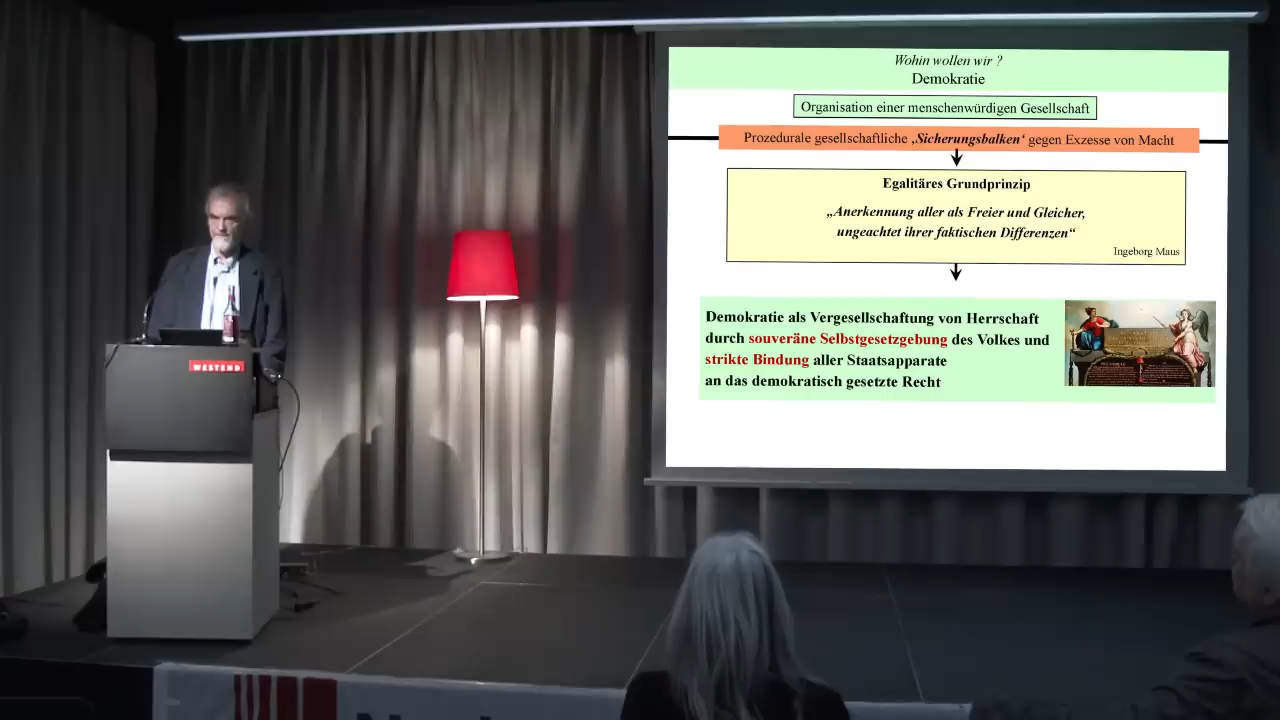 Wohin wollen wir ?
Demokratie
Organisation einer menschenwürdigen Gesellschaft
Prozedurale gesellschaftliche ‚Sicherungsbalken‘ gegen Exzesse von Macht
Egalitäres Grundprinzip
„Anerkennung aller als Freier und Gleicher,
ungeachtet ihrer faktischen Differenzen“
Ingeborg Maus
Demokratie als Vergesellschaftung von Herrschaft
durch souveräne Selbstgesetzgebung des Volkes und
strikte Bindung aller Staatsapparate
an das demokratisch gesetzte Recht
WESTEND